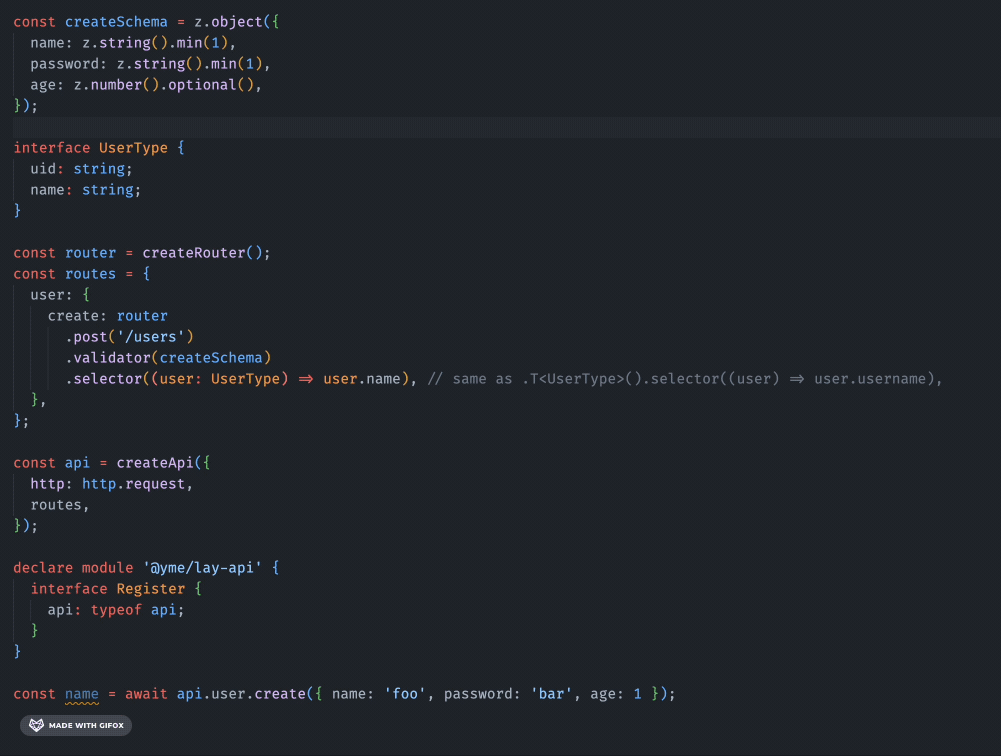 const createSchema = z.object({
  name: z.string().min(1),
  password: z.string().min(1),
  age: z.number().optional(),
});
interface UserType {
  uid: string;
  name: string;
}
const router = createRouter();
const routes = {
  user: {
    create: router
      .post('/users')
      .validator(createSchema)
      .selector((user: UserType) => user.name), // same as .T<UserType>().selector((user) => user.username),
  },
};
const api = createApi({
  http: http.request,
  routes,
});
declare module '@yme/lay-api' {
  interface Register {
    api: typeof api;
  }
}
const name = await api.user.create({ name: 'foo', password: 'bar', age: 1 });
MADE WITH GIFOX